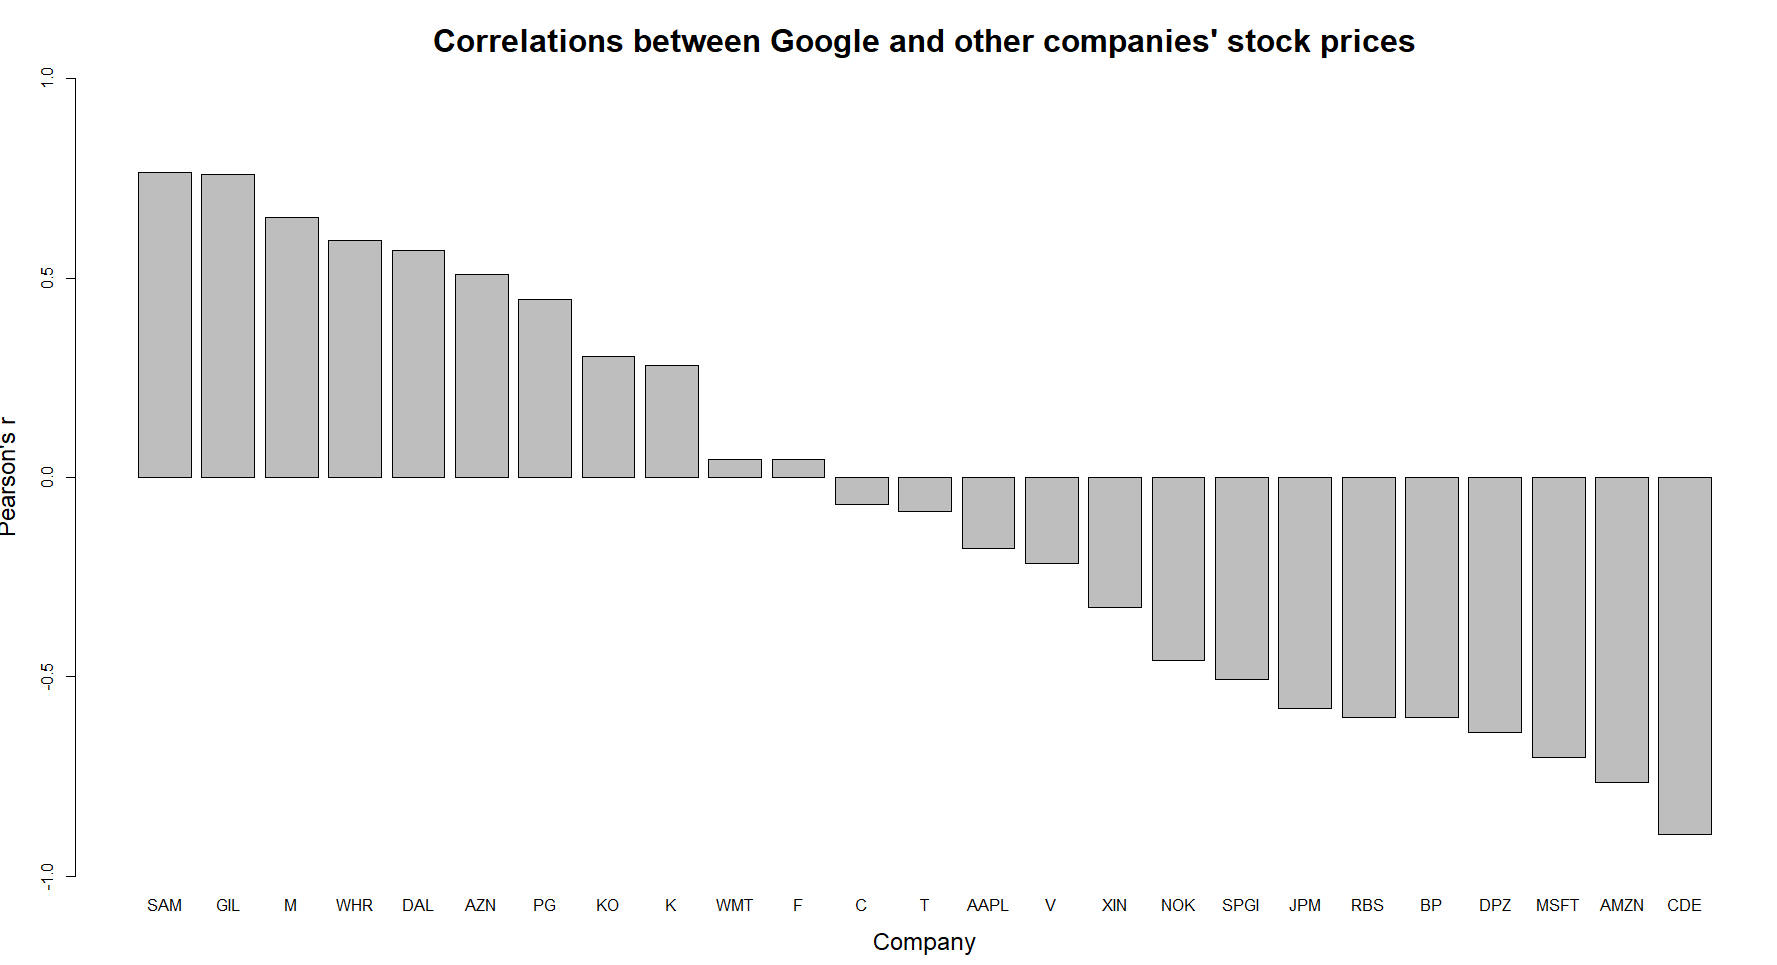 Correlations between Google and other companies' stock prices
Pearson's r
1.0
0.5
0.0
-0.5
-1.0
SAM GIL M WHR DAL AZN PG KO K WMT F C T AAPL V XIN NOK SPGI JPM RBS BP DPZ MSFT AMZN CDE
Company